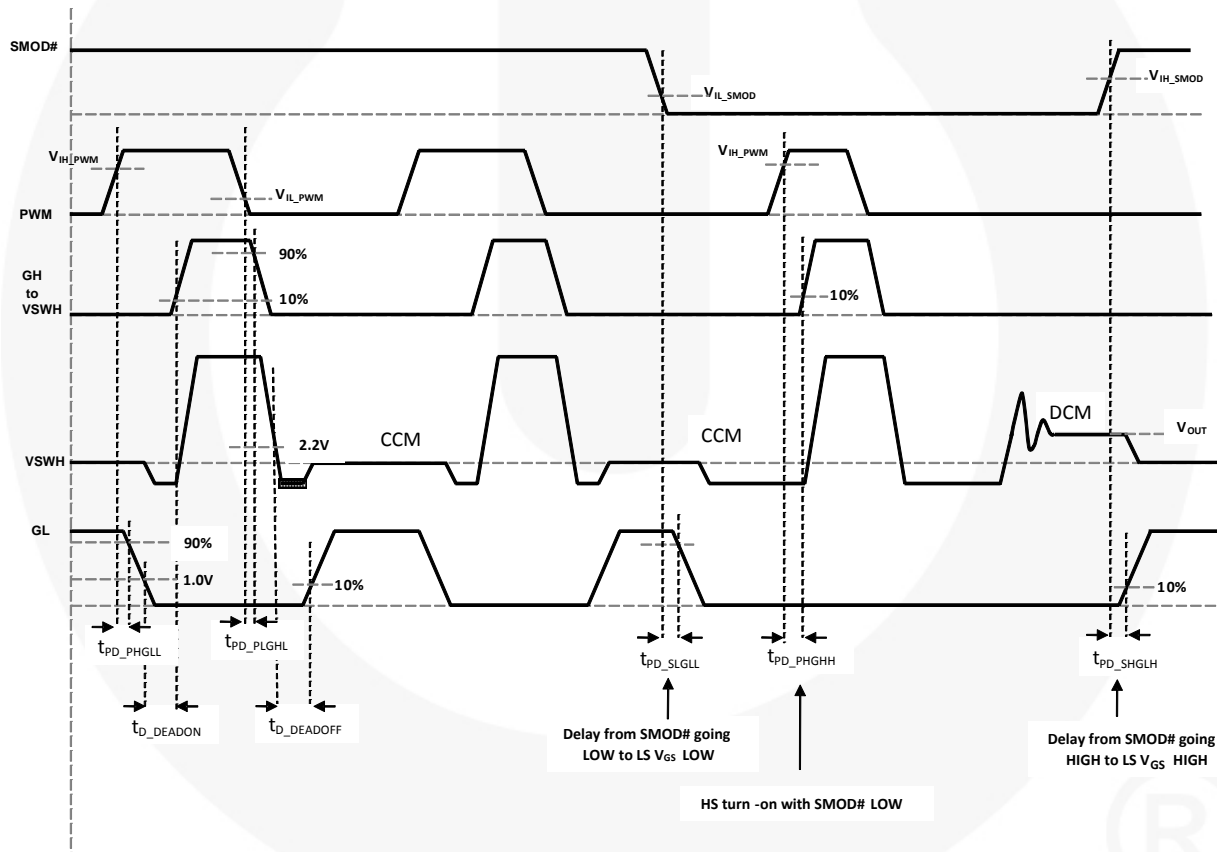 SMOD#
V_IL_SMOD
V_IH_SMOD
V_IH_PWM
V_IL_PWM
V_IH_PWM
PWM
90%
GH
to
VSWH
10%
10%
2.2V
CCM
CCM
DCM
V_OUT
VSWH
GL
90%
1.0V
10%
10%
t_PD_PHGLL
t_PD_PLGHL
t_PD_SLGLL
t_PD_PHGHH
t_PD_SHGLH
t_D_DEADON
t_D_DEADOFF
Delay from SMOD# going
LOW to LS V_GS LOW
Delay from SMOD# going
HIGH to LS V_GS HIGH
HS turn -on with SMOD# LOW
®